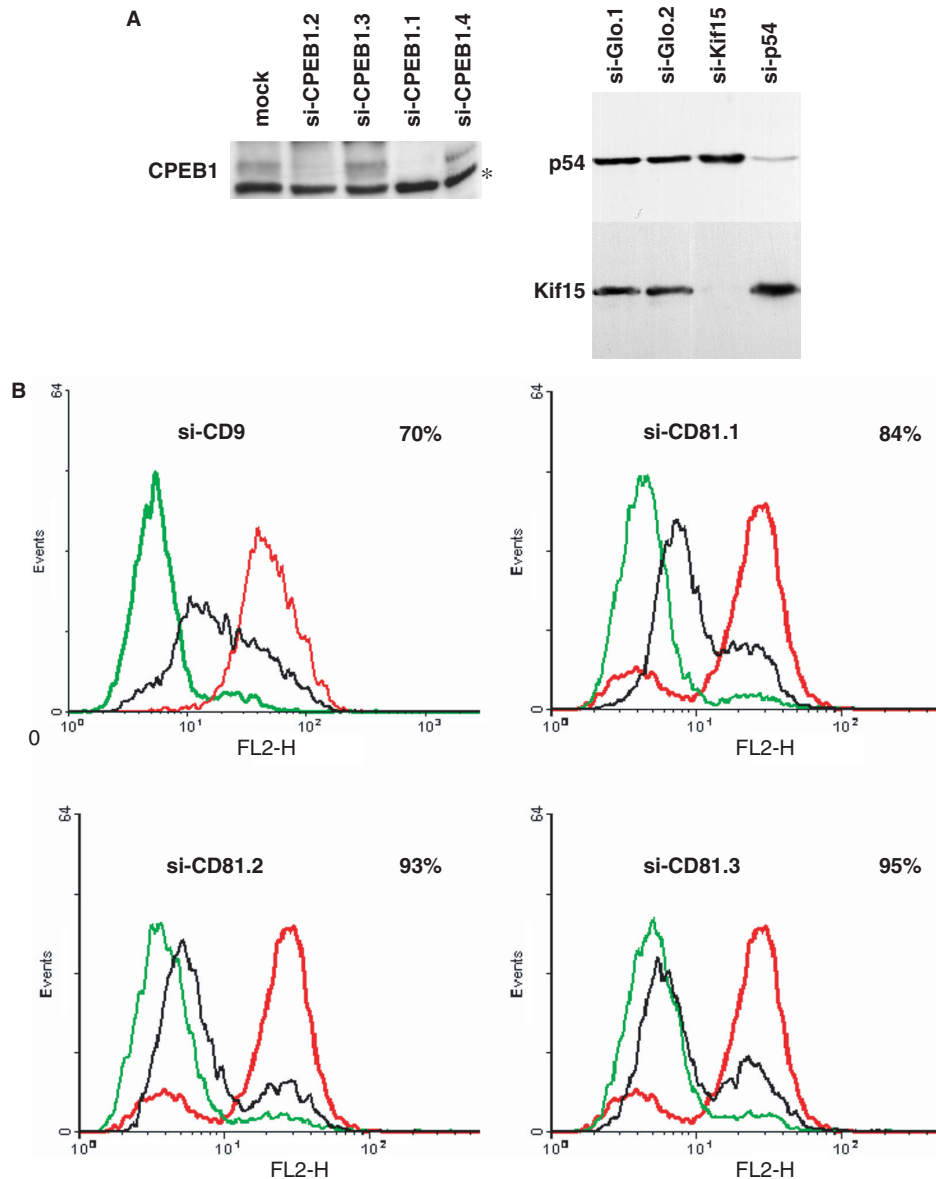 A
mock
si-CPEB1.2
si-CPEB1.3
si-CPEB1.1
si-CPEB1.4
CPEB1
*
si-Glo.1
si-Glo.2
si-Kif15
si-p54
p54
Kif15
B
64
si-CD9 70%
Events
0
10⁰ 10¹ 10² 10³
FL2-H
0
64
si-CD81.1 84%
Events
0
10⁰ 10¹ 10²
FL2-H
64
si-CD81.2 93%
Events
0
10⁰ 10¹ 10²
FL2-H
64
si-CD81.3 95%
Events
0
10⁰ 10¹ 10²
FL2-H